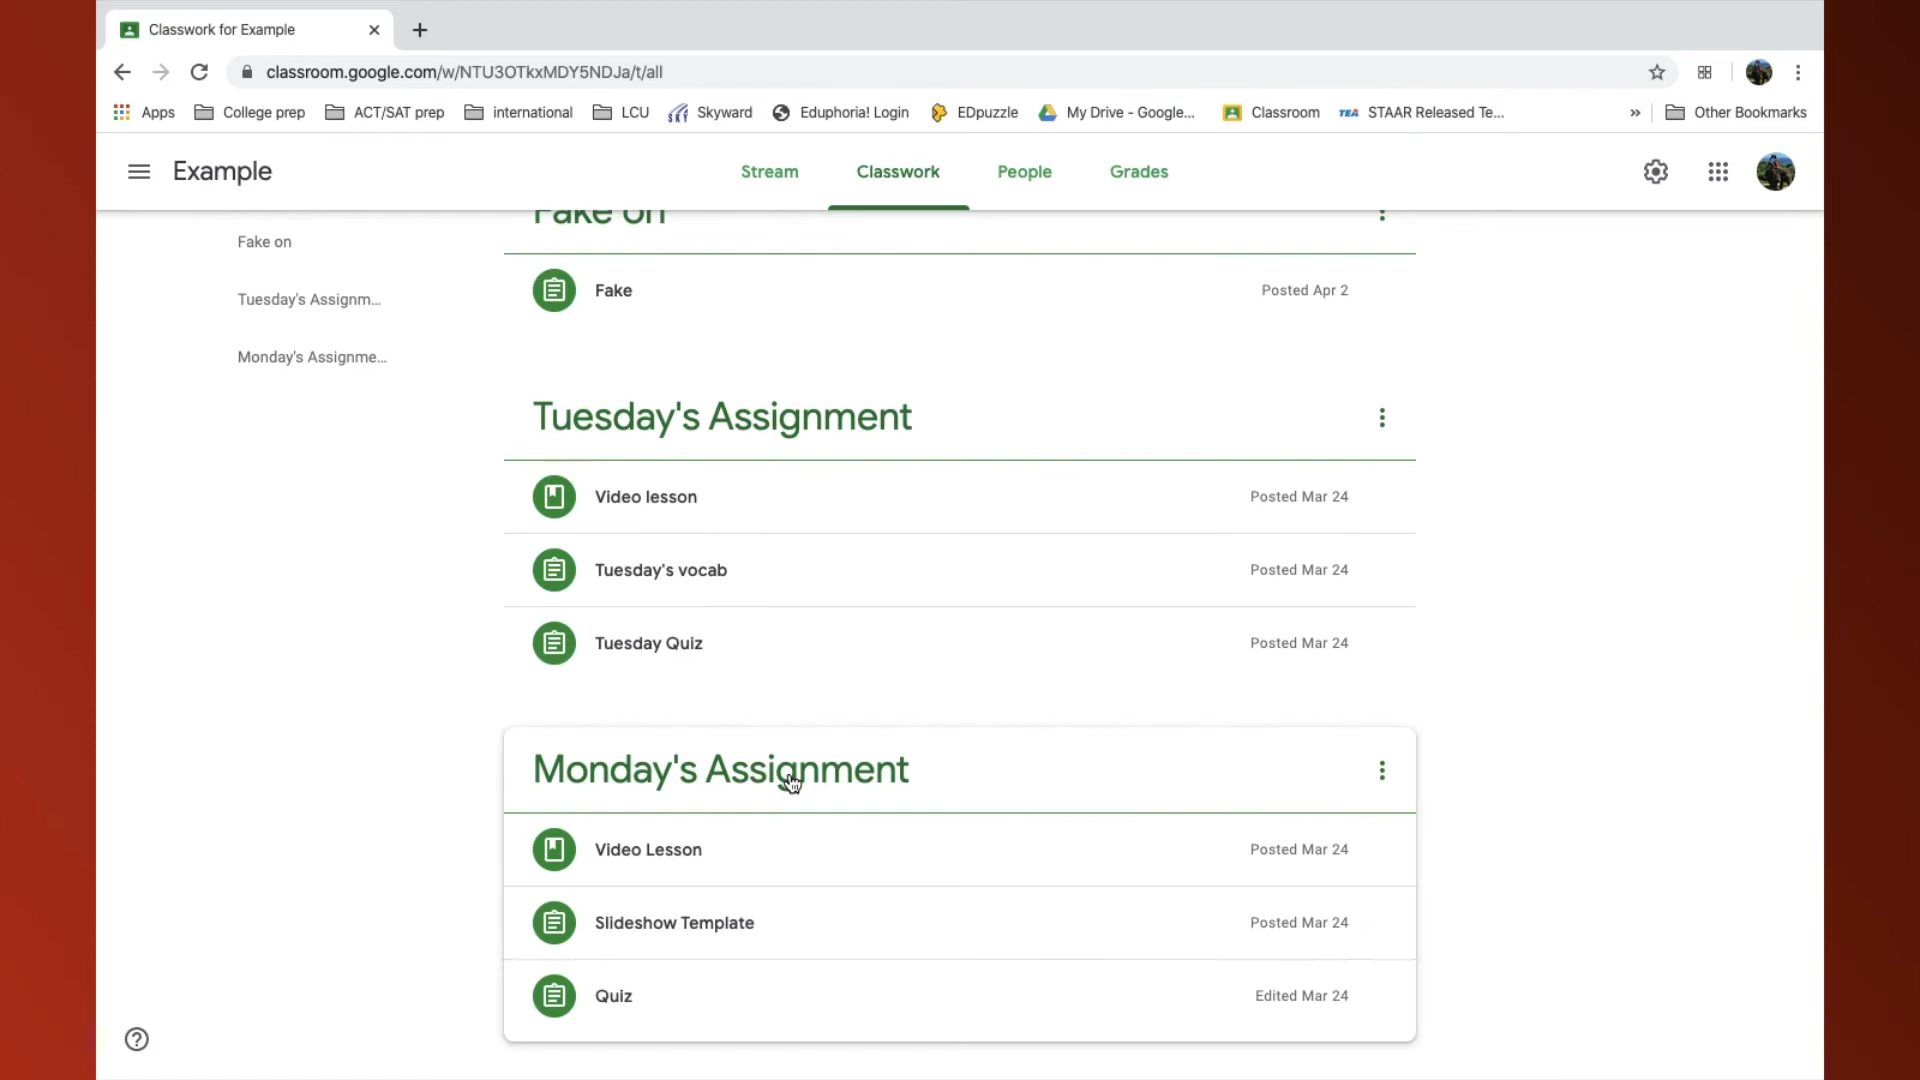 Classwork for Example
classroom.google.com/w/NTU3OTkxMDY5NDJa/t/all
Apps College prep ACT/SAT prep international LCU Skyward Eduphoria! Login EDpuzzle My Drive - Google... Classroom TEA STAAR Released Te... » Other Bookmarks
Example Stream Classwork People Grades
Fake on
Fake on
Fake Posted Apr 2
Tuesday's Assignm...
Monday's Assignme...
Tuesday's Assignment
Video lesson Posted Mar 24
Tuesday's vocab Posted Mar 24
Tuesday Quiz Posted Mar 24
Monday's Assignment
Video Lesson Posted Mar 24
Slideshow Template Posted Mar 24
Quiz Edited Mar 24